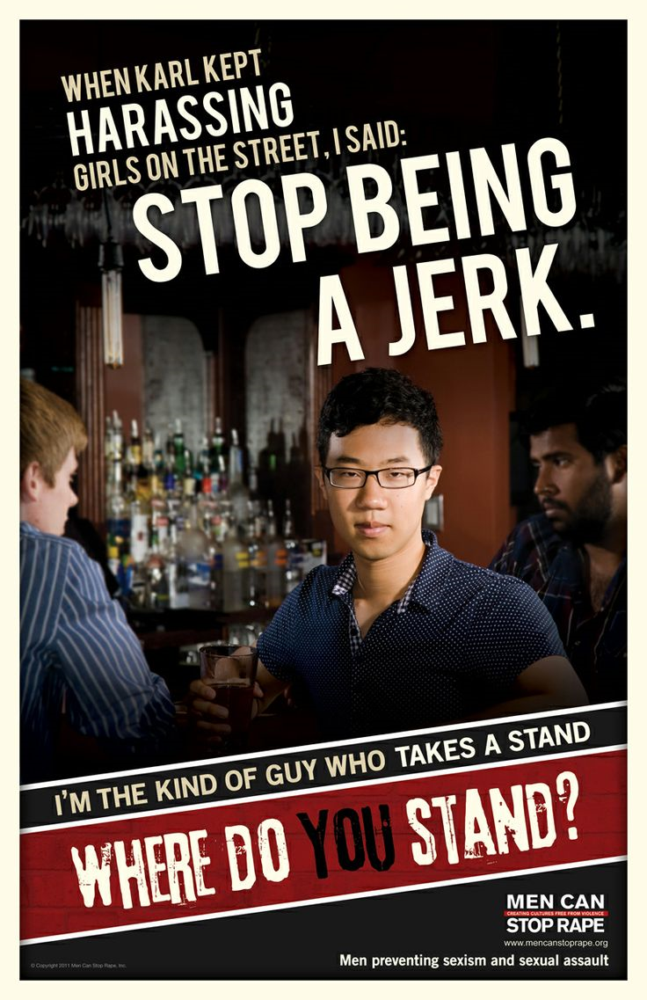 WHEN KARL KEPT
HARASSING
GIRLS ON THE STREET, I SAID:
STOP BEING
A JERK.
I'M THE KIND OF GUY WHO TAKES A STAND
WHERE DO YOU STAND?
MEN CAN
CREATING CULTURES FREE FROM VIOLENCE
STOP RAPE
www.mencanstoprape.org
Men preventing sexism and sexual assault
© Copyright 2011 Men Can Stop Rape, Inc.